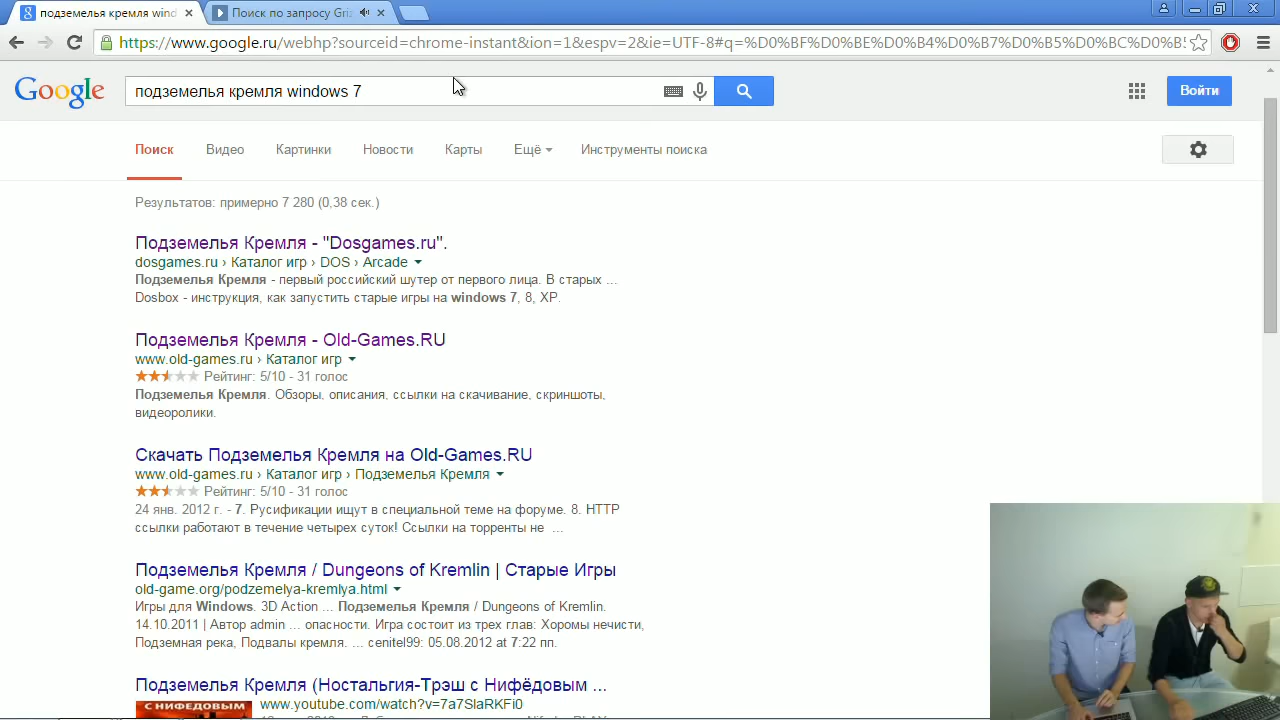 подземелья кремля wind
Поиск по запросу Gri
https://www.google.ru/webhp?sourceid=chrome-instant&ion=1&espv=2&ie=UTF-8#q=%D0%BF%D0%BE%D0%B4%D0%B7%D0%B5%D0%BC%D0%B5%D0%BB%D1%8C%
Google
подземелья кремля windows 7
Войти
Поиск Видео Картинки Новости Карты Ещё Инструменты поиска
Результатов: примерно 7 280 (0,38 сек.)
Подземелья Кремля - "Dosgames.ru".
dosgames.ru › Каталог игр › DOS › Arcade
Подземелья Кремля - первый российский шутер от первого лица. В старых ...
Dosbox - инструкция, как запустить старые игры на windows 7, 8, XP.
Подземелья Кремля - Old-Games.RU
www.old-games.ru › Каталог игр
Рейтинг: 5/10 - 31 голос
Подземелья Кремля. Обзоры, описания, ссылки на скачивание, скриншоты,
видеоролики.
Скачать Подземелья Кремля на Old-Games.RU
www.old-games.ru › Каталог игр › Подземелья Кремля
Рейтинг: 5/10 - 31 голос
24 янв. 2012 г. - 7. Русификации ищут в специальной теме на форуме. 8. HTTP
ссылки работают в течение четырех суток! Ссылки на торренты не ...
Подземелья Кремля / Dungeons of Kremlin | Старые Игры
old-game.org/podzemelya-kremlya.html
Игры для Windows. 3D Action ... Подземелья Кремля / Dungeons of Kremlin.
14.10.2011 | Автор admin ... опасности. Игра состоит из трех глав: Хоромы нечисти,
Подземная река, Подвалы кремля. ... cenitel99: 05.08.2012 at 7:22 пп.
Подземелья Кремля (Ностальгия-Трэш с Нифёдовым ...
С НИФЕДОВЫМ
www.youtube.com/watch?v=7a7SlaRKFi0